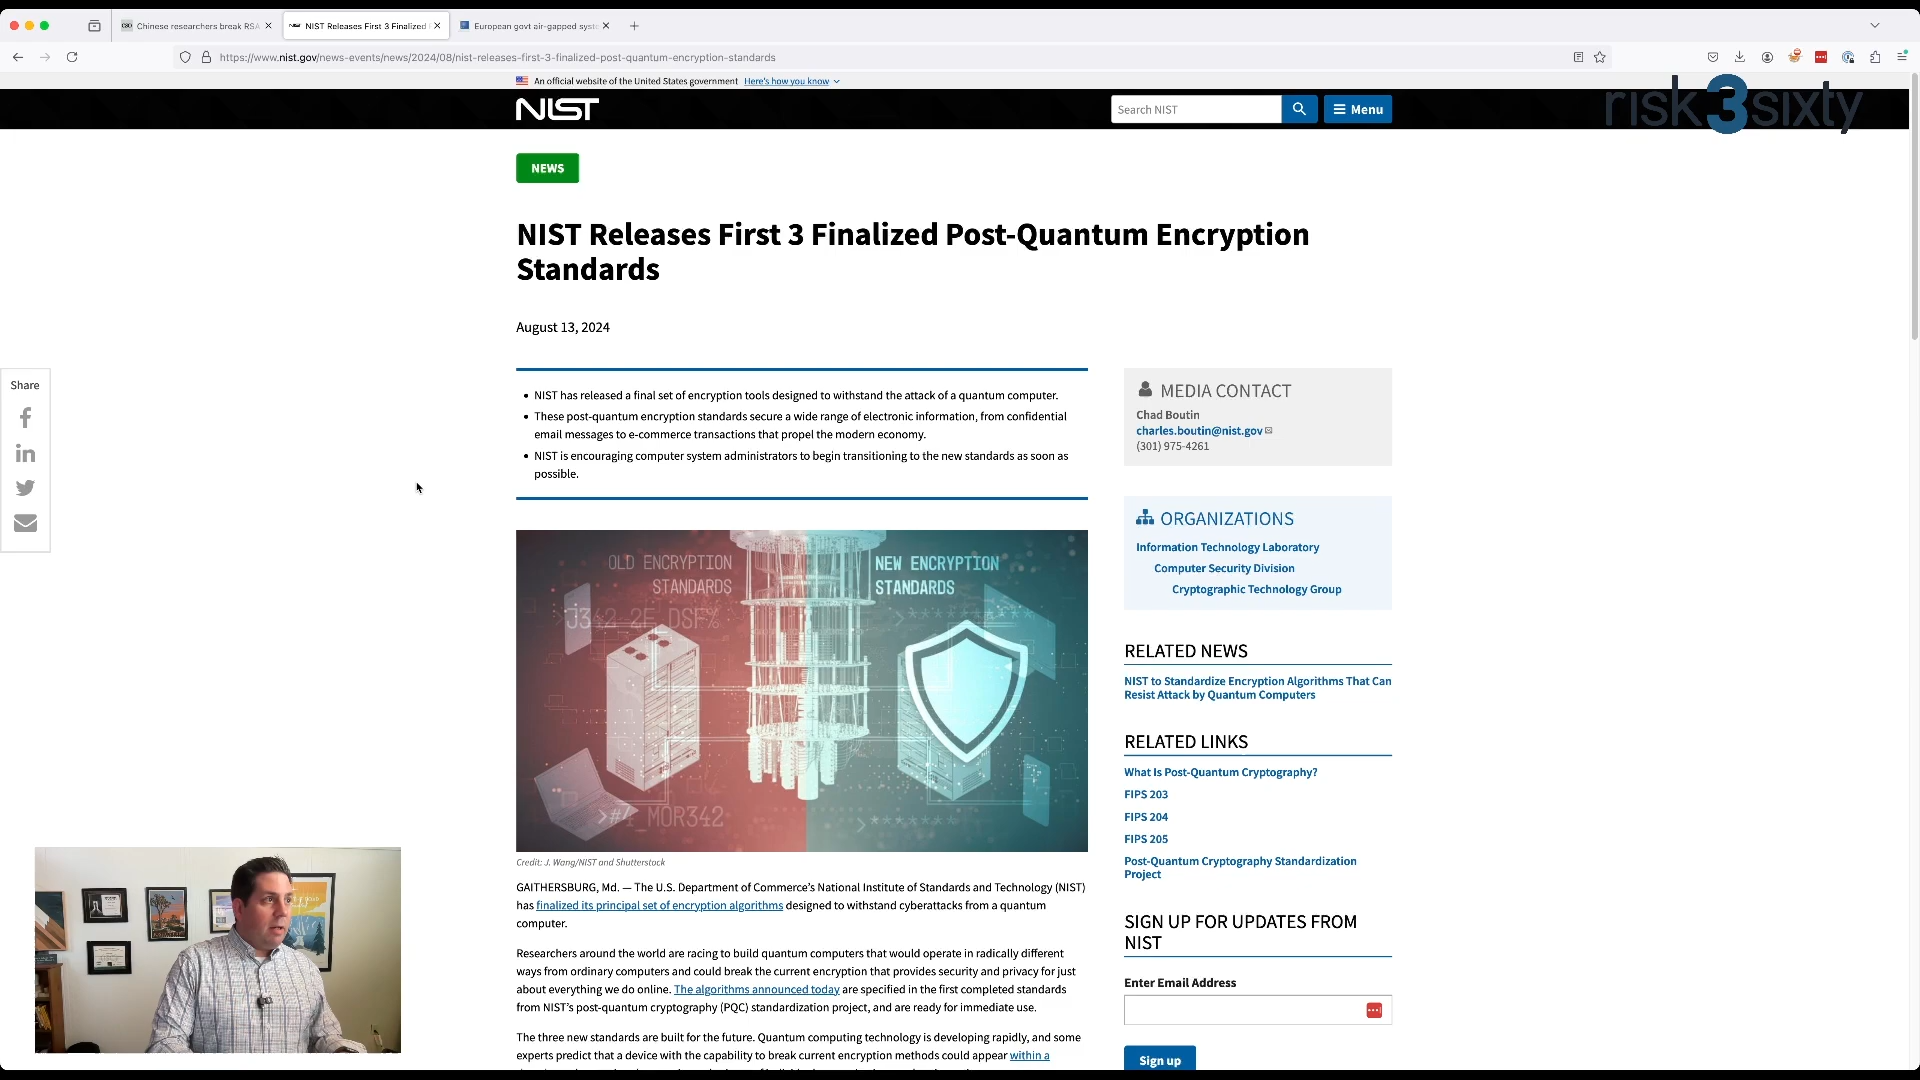 Chinese researchers break RSA
NIST Releases First 3 Finalized
European govt air-gapped syst
https://www.nist.gov/news-events/news/2024/08/nist-releases-first-3-finalized-post-quantum-encryption-standards
An official website of the United States government Here's how you know
NIST
Search NIST
Menu
risk3sixty
NEWS
NIST Releases First 3 Finalized Post-Quantum Encryption
Standards
August 13, 2024
Share
• NIST has released a final set of encryption tools designed to withstand the attack of a quantum computer.
• These post-quantum encryption standards secure a wide range of electronic information, from confidential
email messages to e-commerce transactions that propel the modern economy.
• NIST is encouraging computer system administrators to begin transitioning to the new standards as soon as
possible.
OLD ENCRYPTION
STANDARDS
J362 2E DSF%
>#4 MOR342
NEW ENCRYPTION
STANDARDS
Credit: J. Wang/NIST and Shutterstock
GAITHERSBURG, Md. — The U.S. Department of Commerce's National Institute of Standards and Technology (NIST)
has finalized its principal set of encryption algorithms designed to withstand cyberattacks from a quantum
computer.
Researchers around the world are racing to build quantum computers that would operate in radically different
ways from ordinary computers and could break the current encryption that provides security and privacy for just
about everything we do online. The algorithms announced today are specified in the first completed standards
from NIST's post-quantum cryptography (PQC) standardization project, and are ready for immediate use.
The three new standards are built for the future. Quantum computing technology is developing rapidly, and some
experts predict that a device with the capability to break current encryption methods could appear within a
MEDIA CONTACT
Chad Boutin
charles.boutin@nist.gov
(301) 975-4261
ORGANIZATIONS
Information Technology Laboratory
Computer Security Division
Cryptographic Technology Group
RELATED NEWS
NIST to Standardize Encryption Algorithms That Can
Resist Attack by Quantum Computers
RELATED LINKS
What Is Post-Quantum Cryptography?
FIPS 203
FIPS 204
FIPS 205
Post-Quantum Cryptography Standardization
Project
SIGN UP FOR UPDATES FROM
NIST
Enter Email Address
Sign up